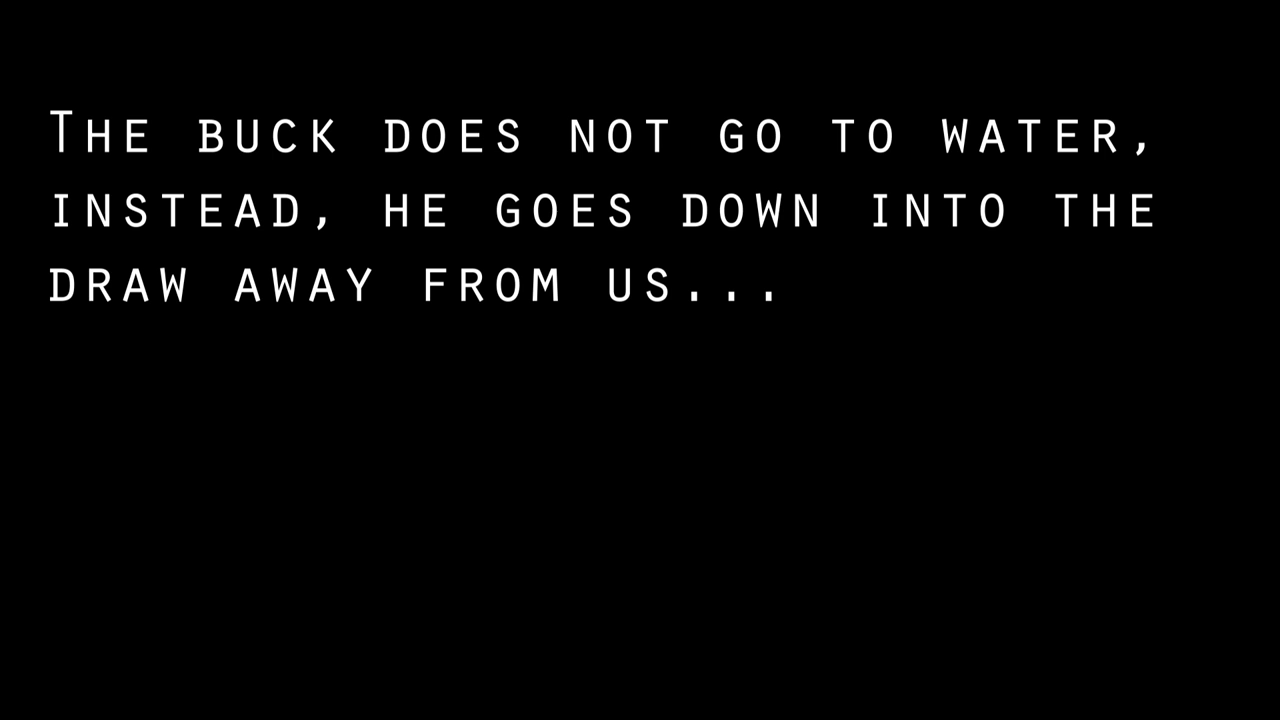 The buck does not go to water,
instead, he goes down into the
draw away from us...